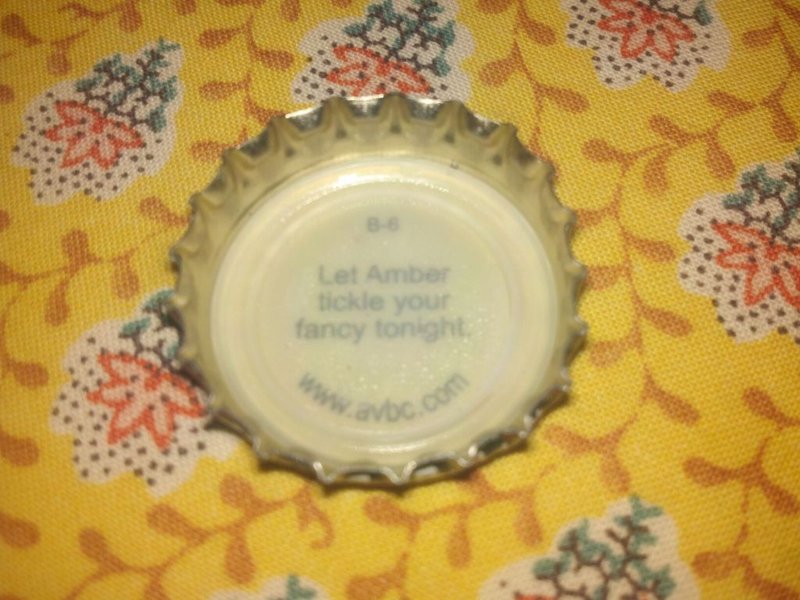 B-6
Let Amber
tickle your
fancy tonight.
www.avbc.com